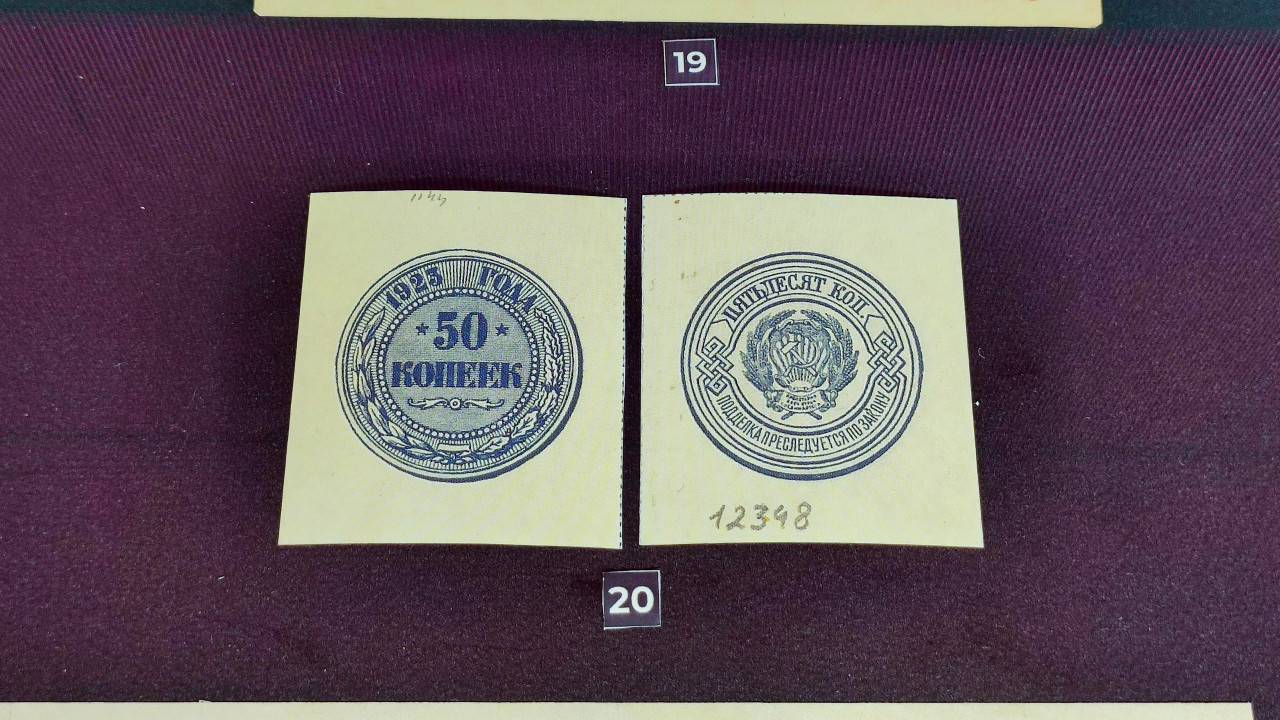 19
1923 ГОДА
50
КОПЕЕК
ПЯТЬДЕСЯТ КОП.
ПОДДЕЛКА ПРЕСЛЕДУЕТСЯ ПО ЗАКОНУ
12348
20